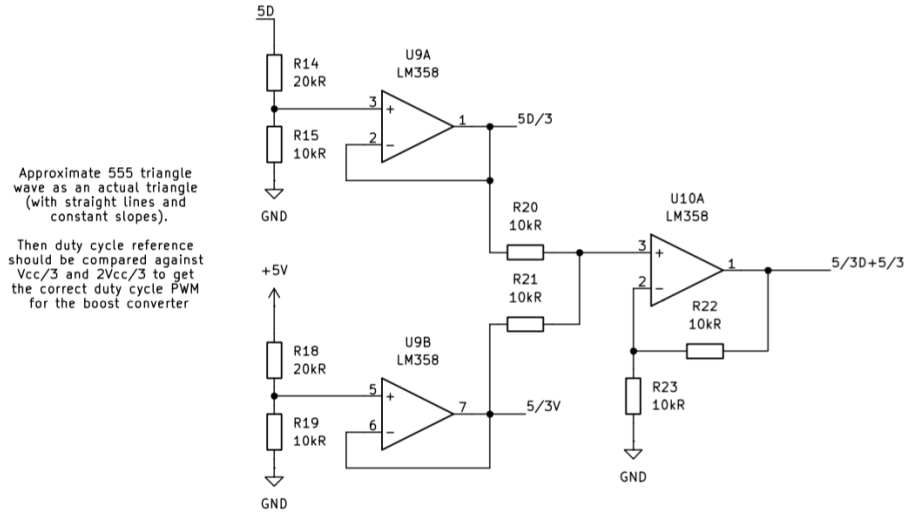 5D
R14
20kR
R15
10kR
GND
U9A
LM358
3
+
2
-
1
5D/3
Approximate 555 triangle
wave as an actual triangle
(with straight lines and
constant slopes).
Then duty cycle reference
should be compared against
Vcc/3 and 2Vcc/3 to get
the correct duty cycle PWM
for the boost converter
+5V
R18
20kR
R19
10kR
GND
U9B
LM358
5
+
6
-
7
5/3V
R20
10kR
R21
10kR
U10A
LM358
3
+
2
-
1
5/3D+5/3
R22
10kR
R23
10kR
GND